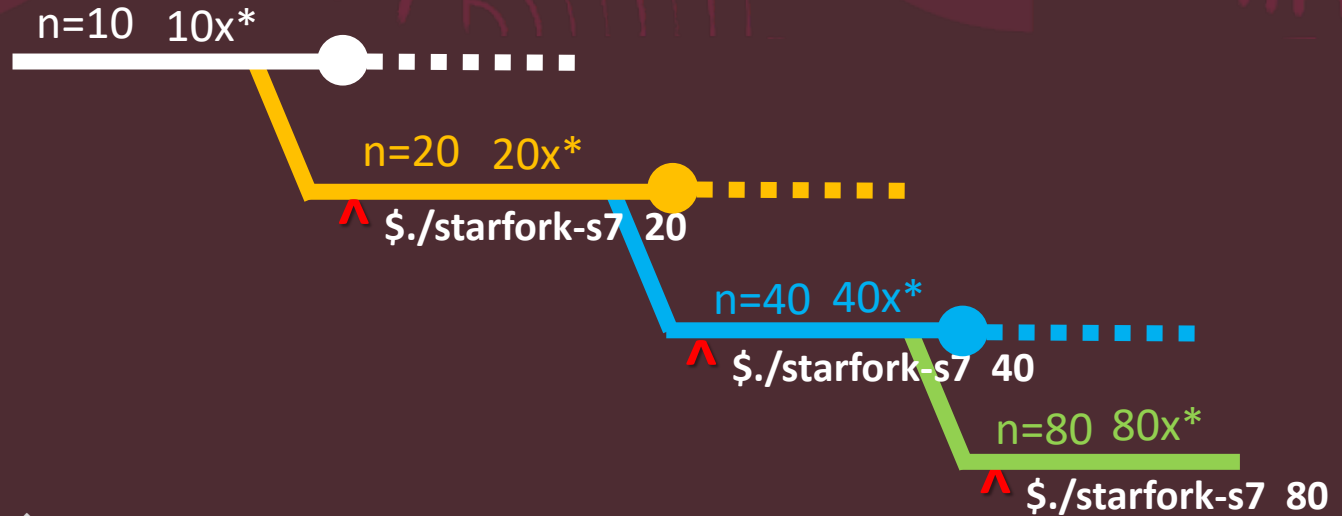 n=10 10x*
n=20 20x*
^ $./starfork-s7 20
n=40 40x*
^ $./starfork-s7 40
n=80 80x*
^ $./starfork-s7 80